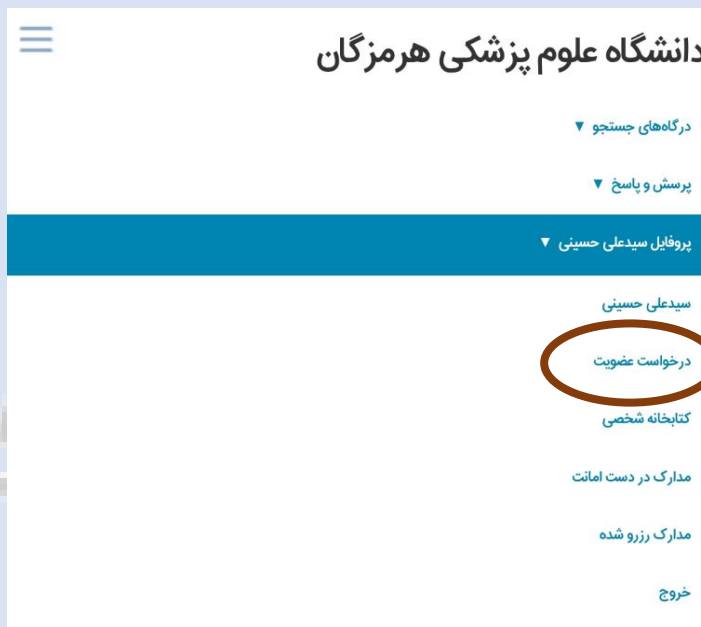 دانشگاه علوم پزشکی هرمزگان
درگاه‌های جستجو ▼
پرسش و پاسخ ▼
پروفایل سیدعلی حسینی ▼
سیدعلی حسینی
درخواست عضویت
کتابخانه شخصی
مدارک در دست امانت
مدارک رزرو شده
خروج